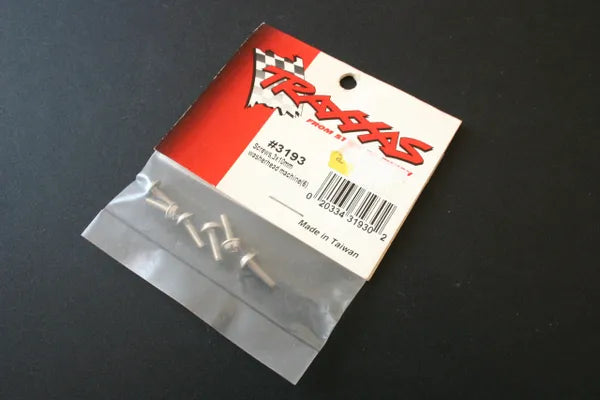 TRAXXAS
#3193
Screws, 3x10mm
washerhead machine(6)
0 20334 31930 2
Made in Taiwan